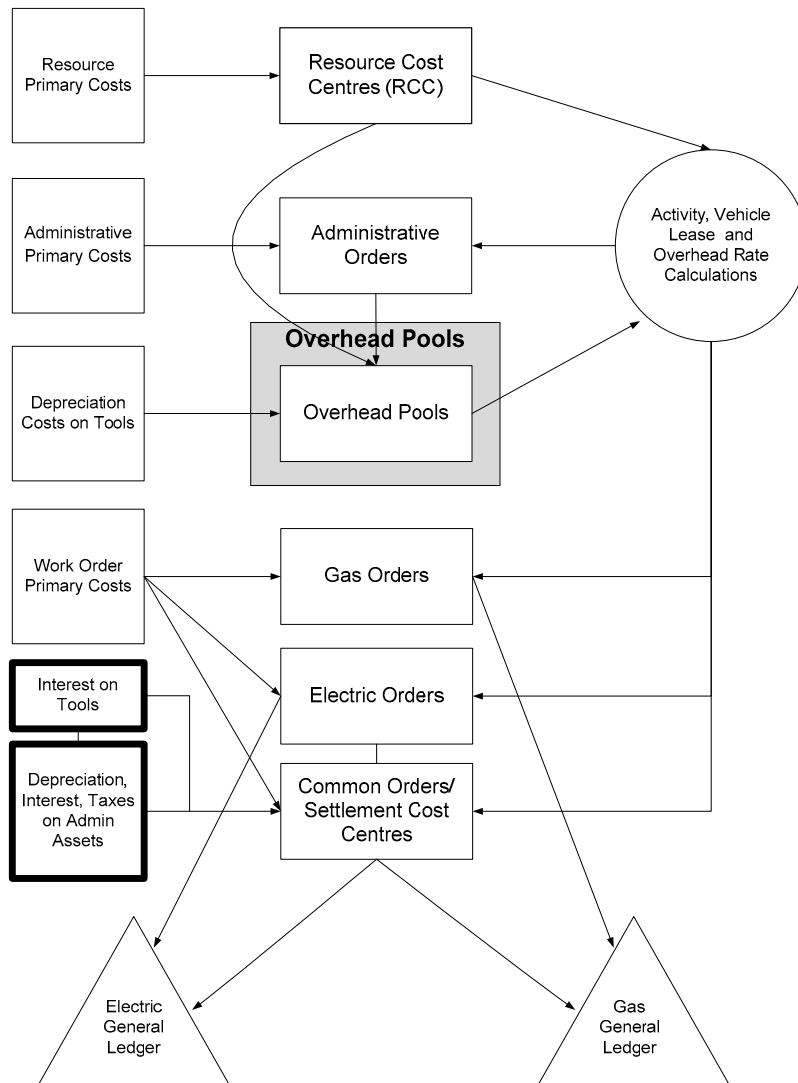 Resource
Primary Costs
Resource Cost
Centres (RCC)
Administrative
Primary Costs
Administrative
Orders
Activity, Vehicle
Lease and
Overhead Rate
Calculations
Overhead Pools
Depreciation
Costs on Tools
Overhead Pools
Work Order
Primary Costs
Gas Orders
Interest on
Tools
Electric Orders
Depreciation,
Interest, Taxes
on Admin
Assets
Common Orders/
Settlement Cost
Centres
Electric
General
Ledger
Gas
General
Ledger